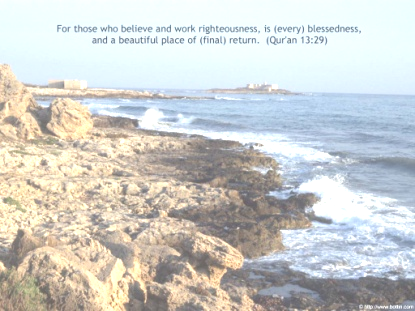 For those who believe and work righteousness, is (every) blessedness,
and a beautiful place of (final) return. (Qur'an 13:29)